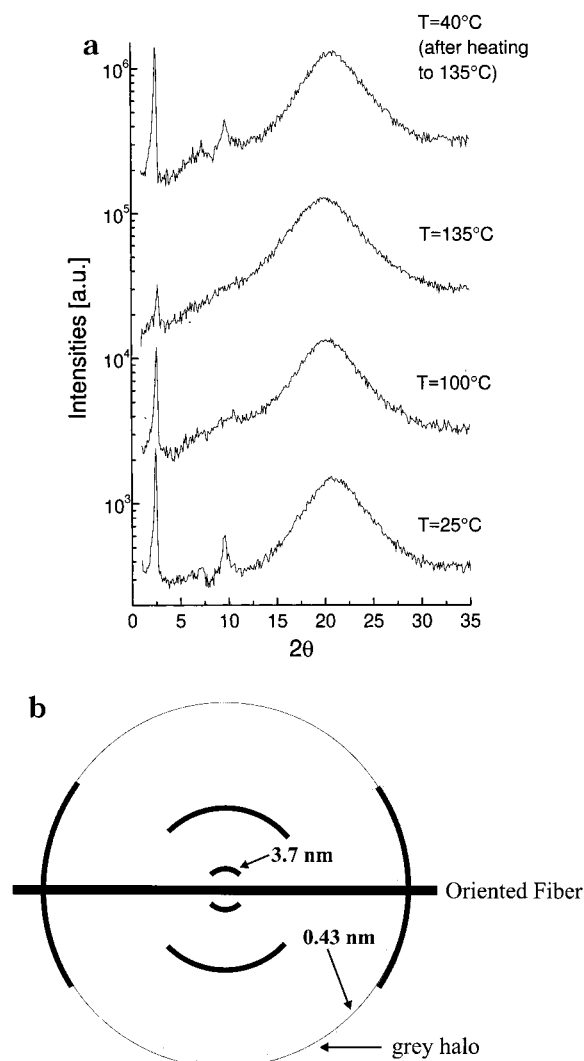 a
T=40°C
(after heating
to 135°C)
T=135°C
T=100°C
T=25°C
Intensities [a.u.]
10⁶
10⁵
10⁴
10³
0 5 10 15 20 25 30 35
2θ
b
3.7 nm
Oriented Fiber
0.43 nm
grey halo